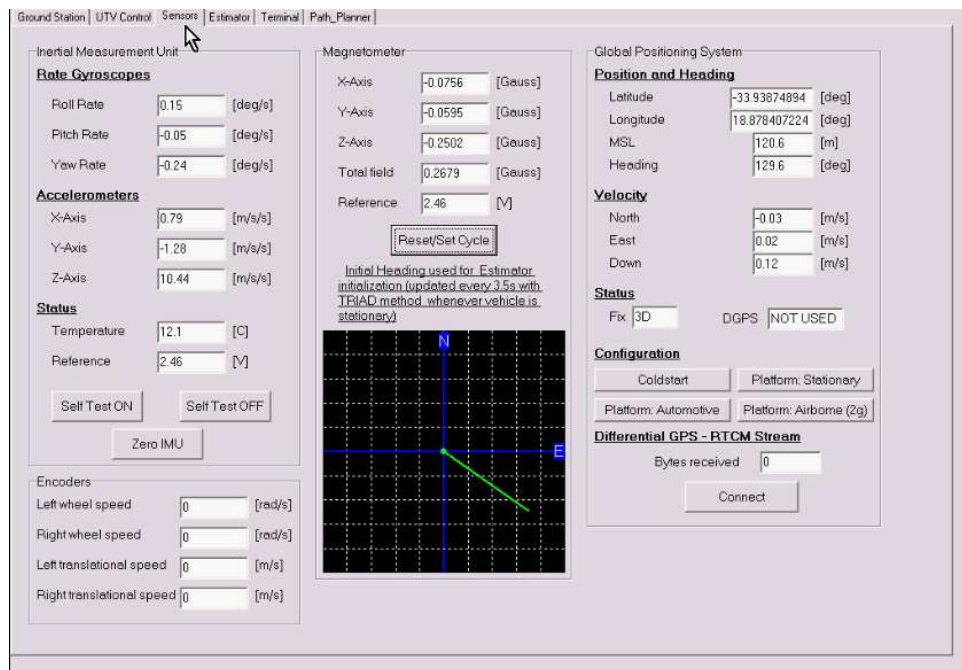 Ground Station UTV Control Sensors Estimator Terminal Path_Planner
Inertial Measurement Unit
Rate Gyroscopes
Roll Rate 0.15 [deg/s]
Pitch Rate -0.05 [deg/s]
Yaw Rate -0.24 [deg/s]
Accelerometers
X-Axis 0.79 [m/s/s]
Y-Axis -1.28 [m/s/s]
Z-Axis 10.44 [m/s/s]
Status
Temperature 12.1 [C]
Reference 2.46 [V]
Self Test ON Self Test OFF
Zero IMU
Encoders
Left wheel speed 0 [rad/s]
Right wheel speed 0 [rad/s]
Left translational speed 0 [m/s]
Right translational speed 0 [m/s]
Magnetometer
X-Axis -0.0756 [Gauss]
Y-Axis -0.0595 [Gauss]
Z-Axis -0.2502 [Gauss]
Total field 0.2679 [Gauss]
Reference 2.46 [V]
Reset/Set Cycle
Initial Heading used for Estimator
initialization (updated every 3.5s with
TRIAD method whenever vehicle is
stationary)
N
E
Global Positioning System
Position and Heading
Latitude -33.93874894 [deg]
Longitude 18.878407224 [deg]
MSL 120.6 [m]
Heading 129.6 [deg]
Velocity
North -0.03 [m/s]
East 0.02 [m/s]
Down 0.12 [m/s]
Status
Fix 3D DGPS NOT USED
Configuration
Coldstart Platform: Stationary
Platform: Automotive Platform: Airborne (2g)
Differential GPS - RTCM Stream
Bytes received 0
Connect